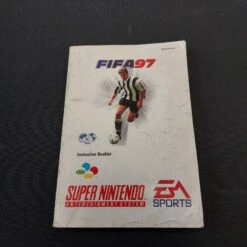 FIFA97
Instruction Booklet
SUPER NINTENDO
ENTERTAINMENT SYSTEM
EA
SPORTS